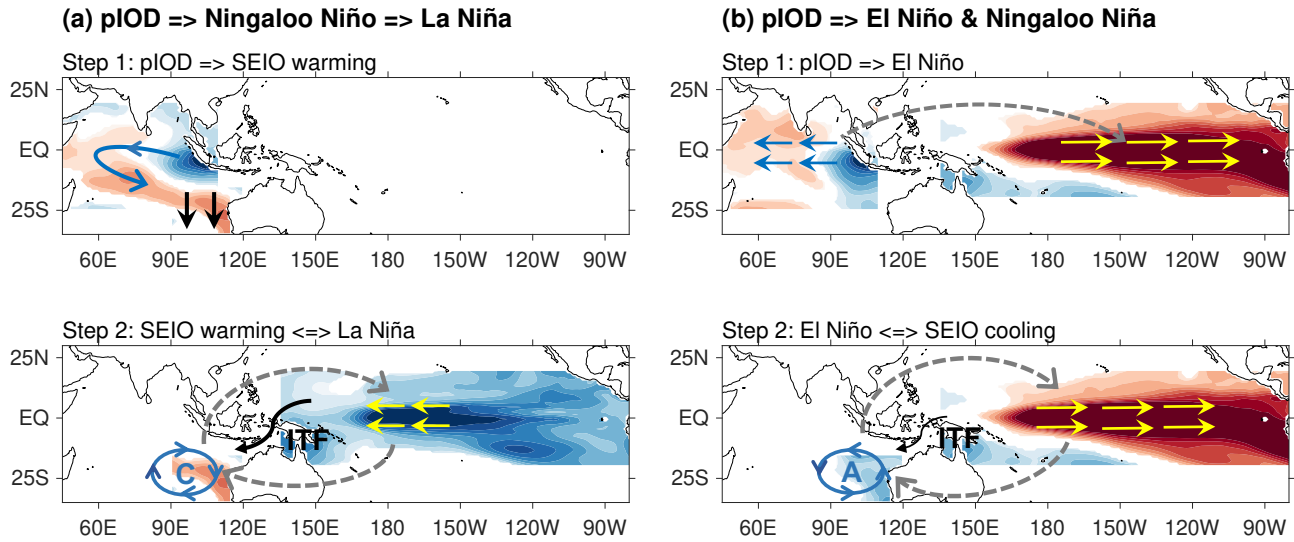 (a) pIOD => Ningaloo Niño => La Niña
Step 1: pIOD => SEIO warming
25N
EQ
25S
60E 90E 120E 150E 180 150W 120W 90W
Step 2: SEIO warming <=> La Niña
25N
EQ
ITF
C
25S
60E 90E 120E 150E 180 150W 120W 90W
(b) pIOD => El Niño & Ningaloo Niña
Step 1: pIOD => El Niño
25N
EQ
25S
60E 90E 120E 150E 180 150W 120W 90W
Step 2: El Niño <=> SEIO cooling
25N
EQ
ITF
A
25S
60E 90E 120E 150E 180 150W 120W 90W